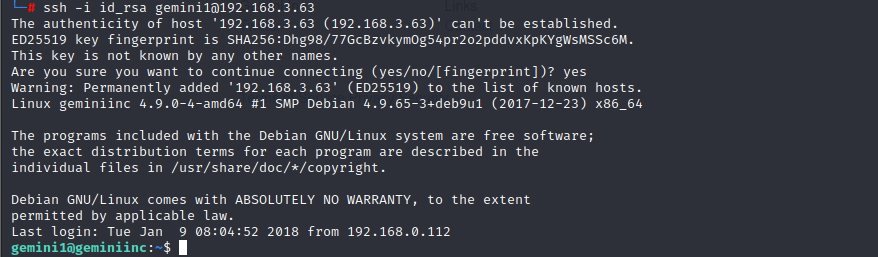 Links
└─# ssh -i id_rsa gemini1@192.168.3.63
The authenticity of host '192.168.3.63 (192.168.3.63)' can't be established.
ED25519 key fingerprint is SHA256:Dhg98/77GcBzvkymOg54pr2o2pddvxKpKYgWsMSSc6M.
This key is not known by any other names.
Are you sure you want to continue connecting (yes/no/[fingerprint])? yes
Warning: Permanently added '192.168.3.63' (ED25519) to the list of known hosts.
Linux geminiinc 4.9.0-4-amd64 #1 SMP Debian 4.9.65-3+deb9u1 (2017-12-23) x86_64
The programs included with the Debian GNU/Linux system are free software;
the exact distribution terms for each program are described in the
individual files in /usr/share/doc/*/copyright.
Debian GNU/Linux comes with ABSOLUTELY NO WARRANTY, to the extent
permitted by applicable law.
Last login: Tue Jan  9 08:04:52 2018 from 192.168.0.112
gemini1@geminiinc:~$